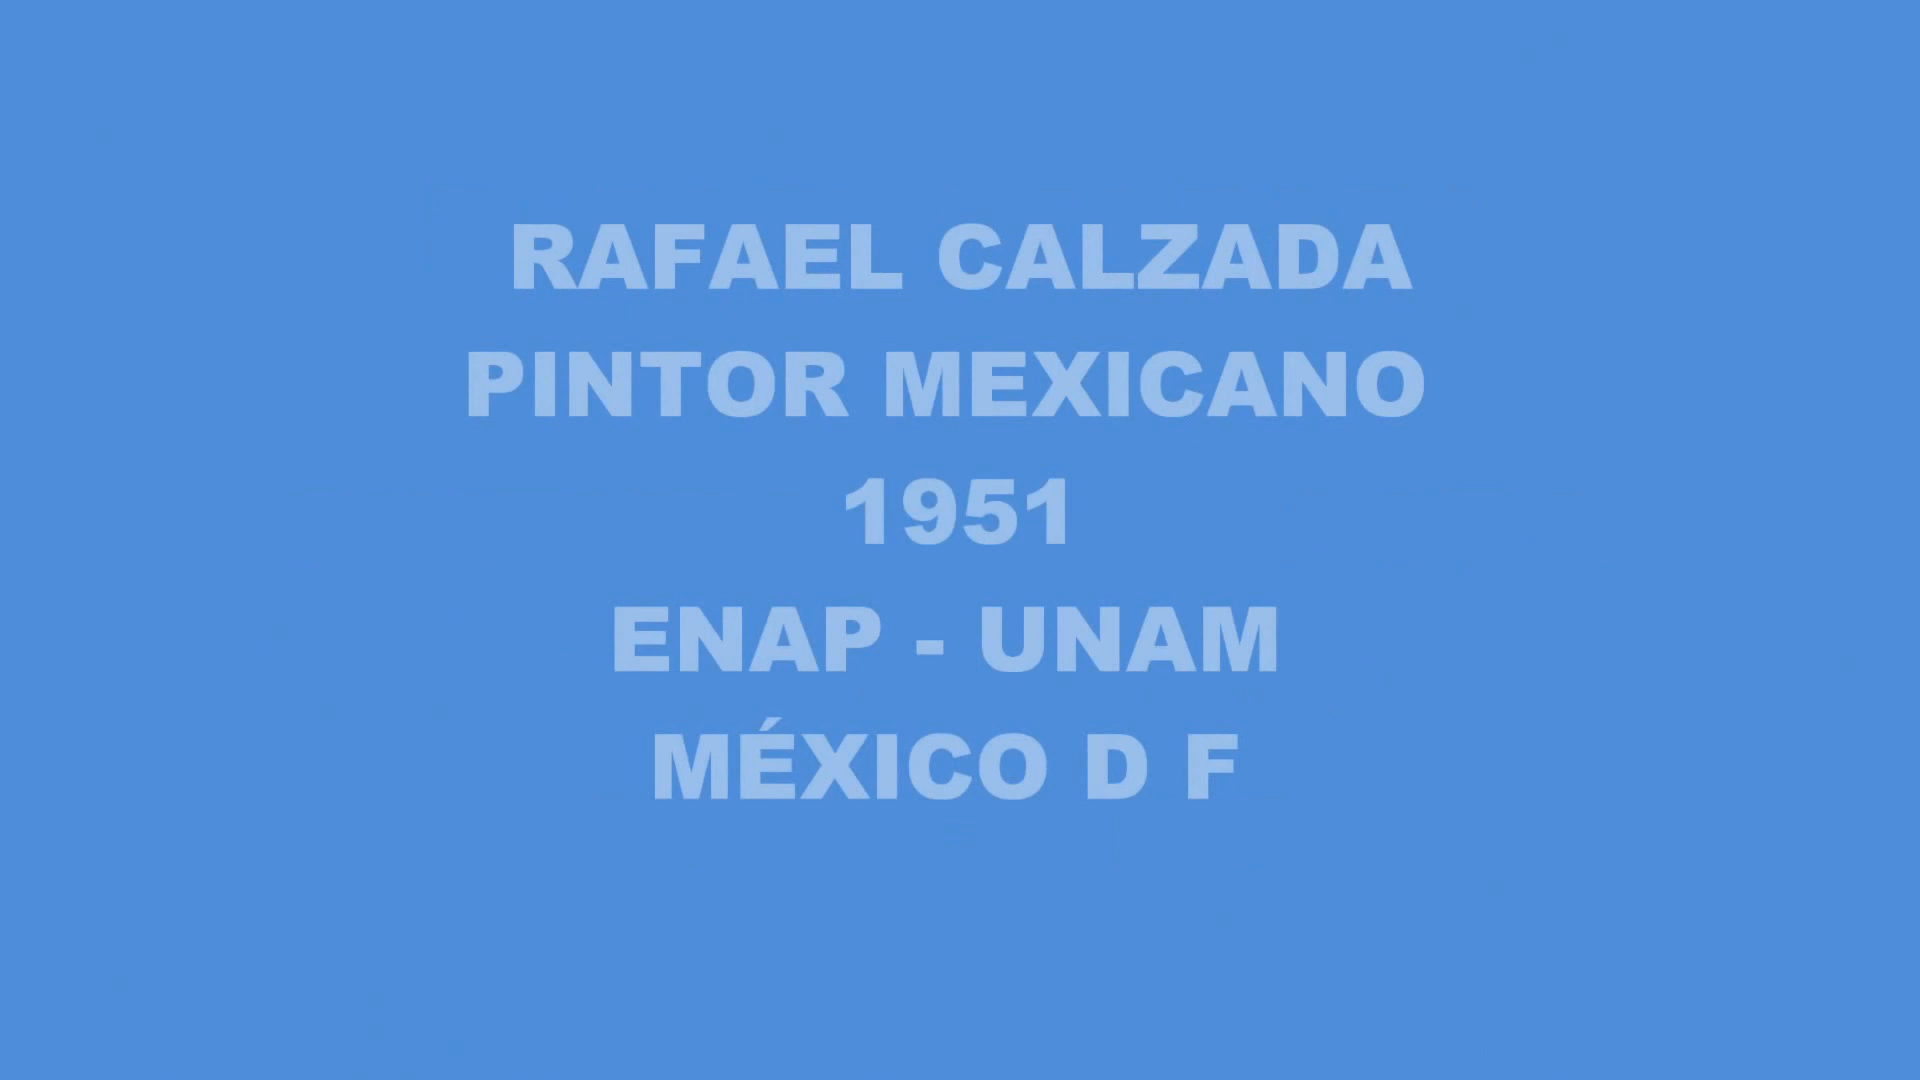 RAFAEL CALZADA
PINTOR MEXICANO
1951
ENAP - UNAM
MÉXICO D F